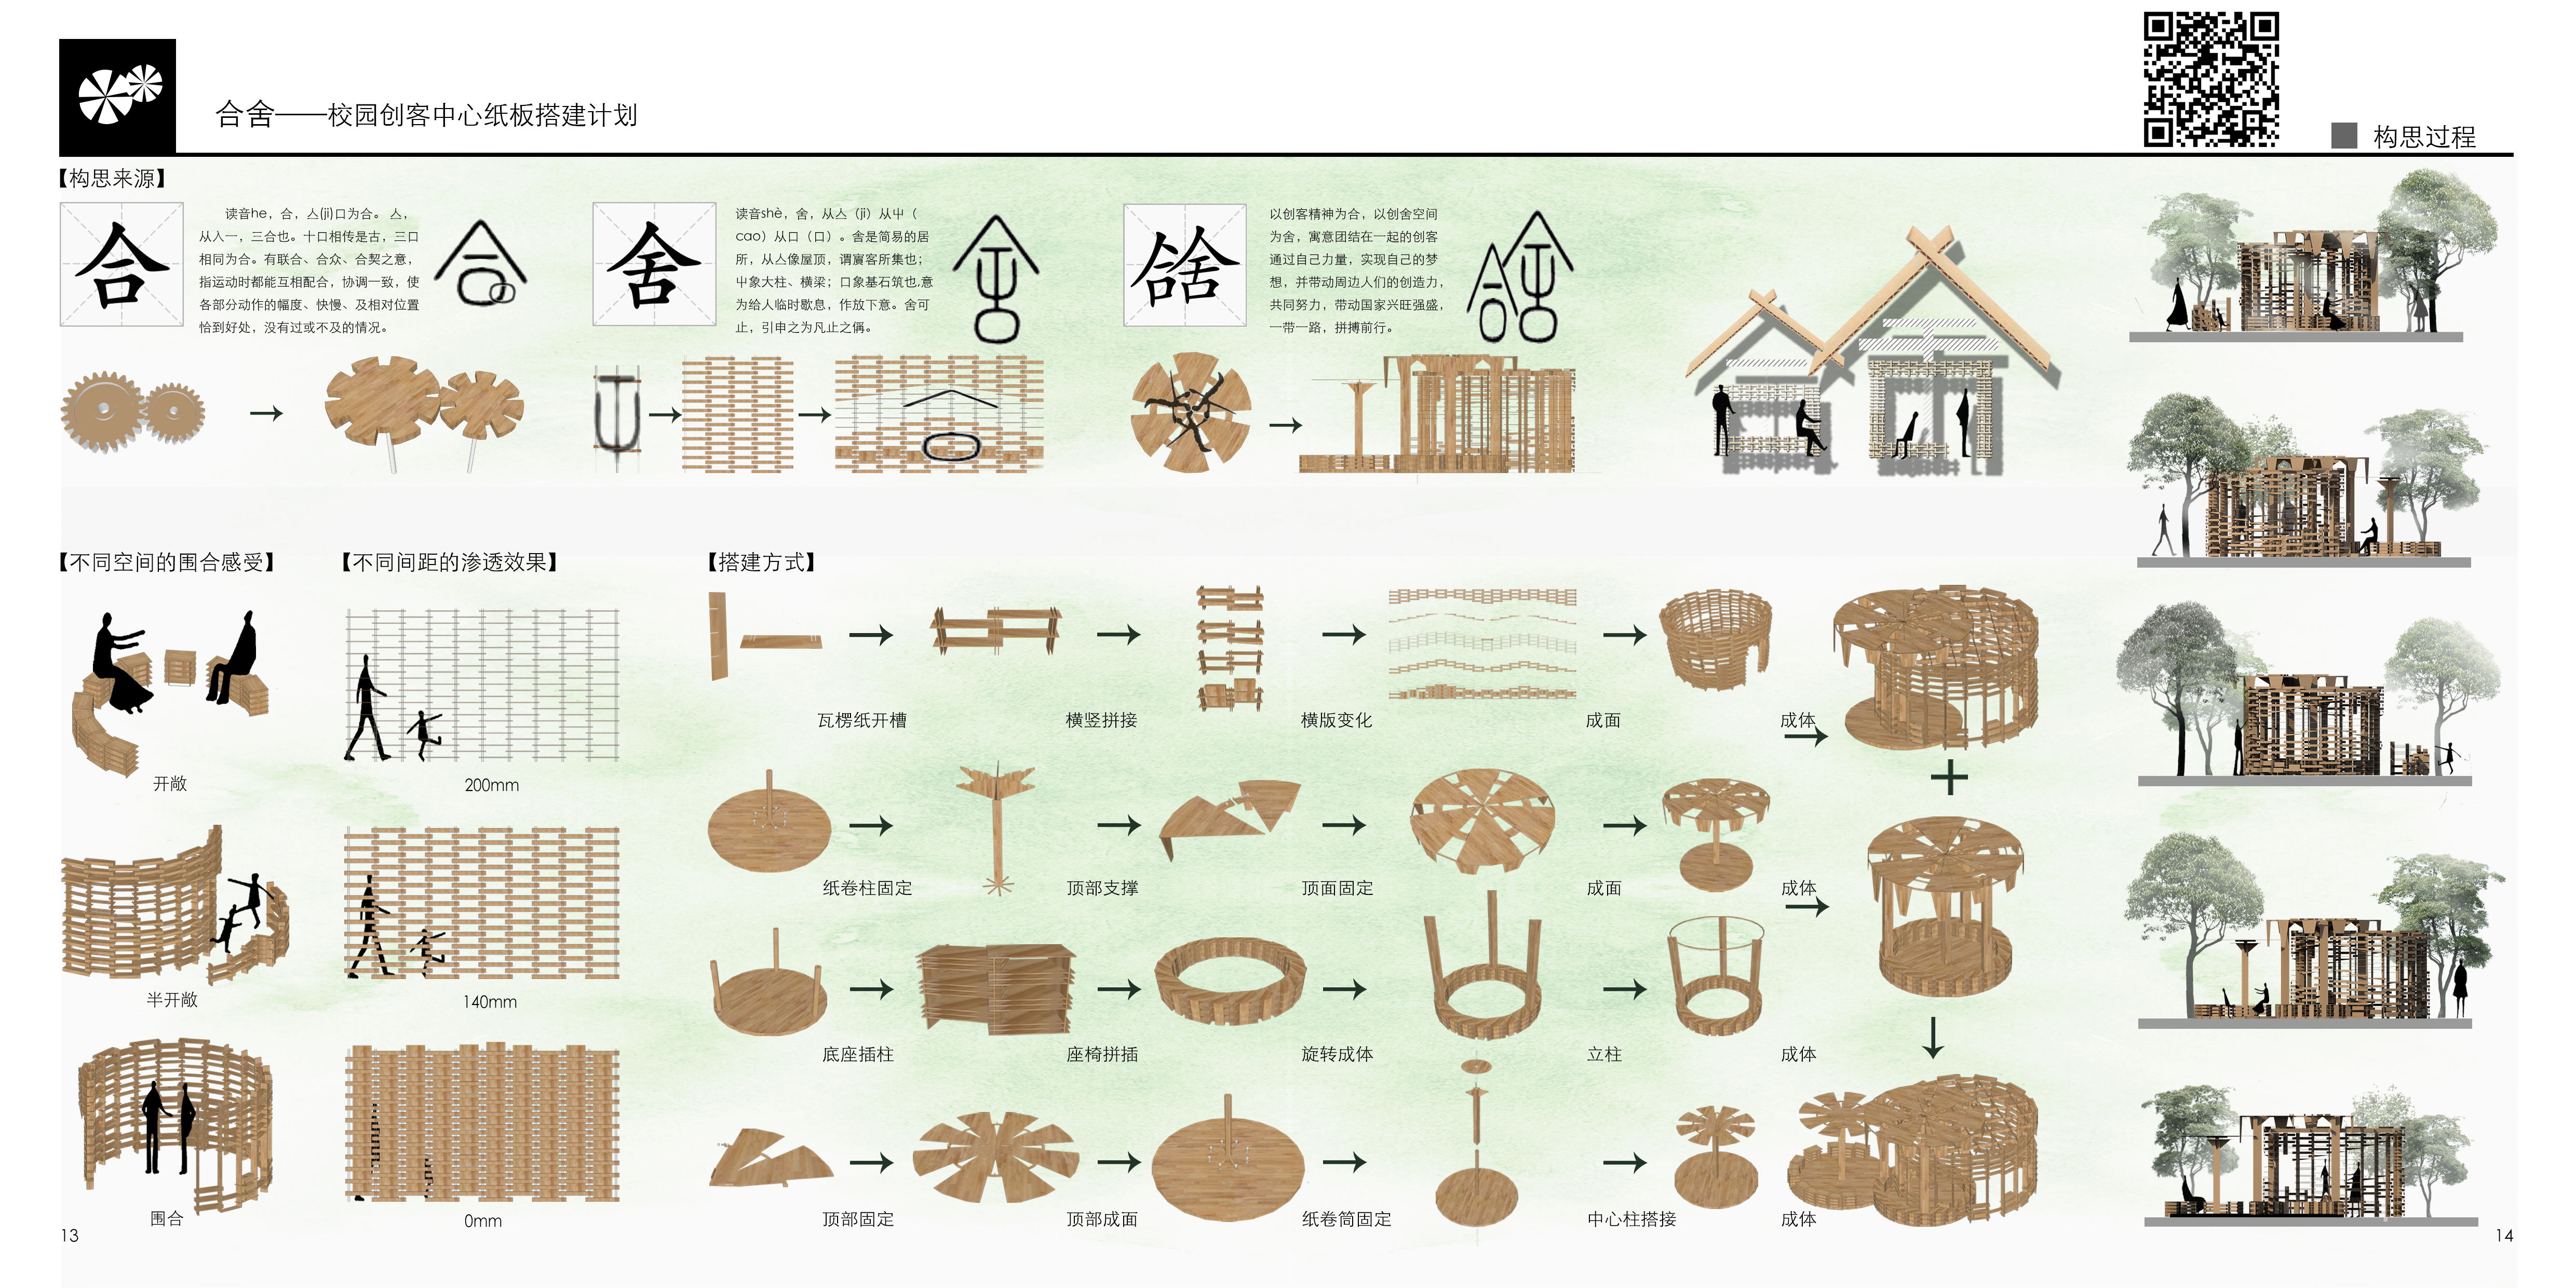 合舍——校园创客中心纸板搭建计划
构思过程
【构思来源】
合
读音he，合，亼(jí)口为合。 亼，
从入一，三合也。十口相传是古，三口
相同为合。有联合、合众、合契之意，
指运动时都能互相配合，协调一致，使
各部分动作的幅度、快慢、及相对位置
恰到好处，没有过或不及的情况。
舍
读音shè，舍，从亼（jí）从屮（
cao）从口（口）。舍是简易的居
所，从亼像屋顶，谓賔客所集也；
屮象大柱、横梁；口象基石筑也,意
为给人临时歇息，作放下意。舍可
止，引申之为凡止之偁。
合舍
以创客精神为合，以创舍空间
为舍，寓意团结在一起的创客
通过自己力量，实现自己的梦
想，并带动周边人们的创造力，
共同努力，带动国家兴旺强盛，
一带一路，拼搏前行。
【不同空间的围合感受】
开敞
半开敞
围合
【不同间距的渗透效果】
200mm
140mm
0mm
【搭建方式】
瓦楞纸开槽
横竖拼接
横版变化
成面
成体
纸卷柱固定
顶部支撑
顶面固定
成面
成体
底座插柱
座椅拼插
旋转成体
立柱
成体
顶部固定
顶部成面
纸卷筒固定
中心柱搭接
成体
13
14